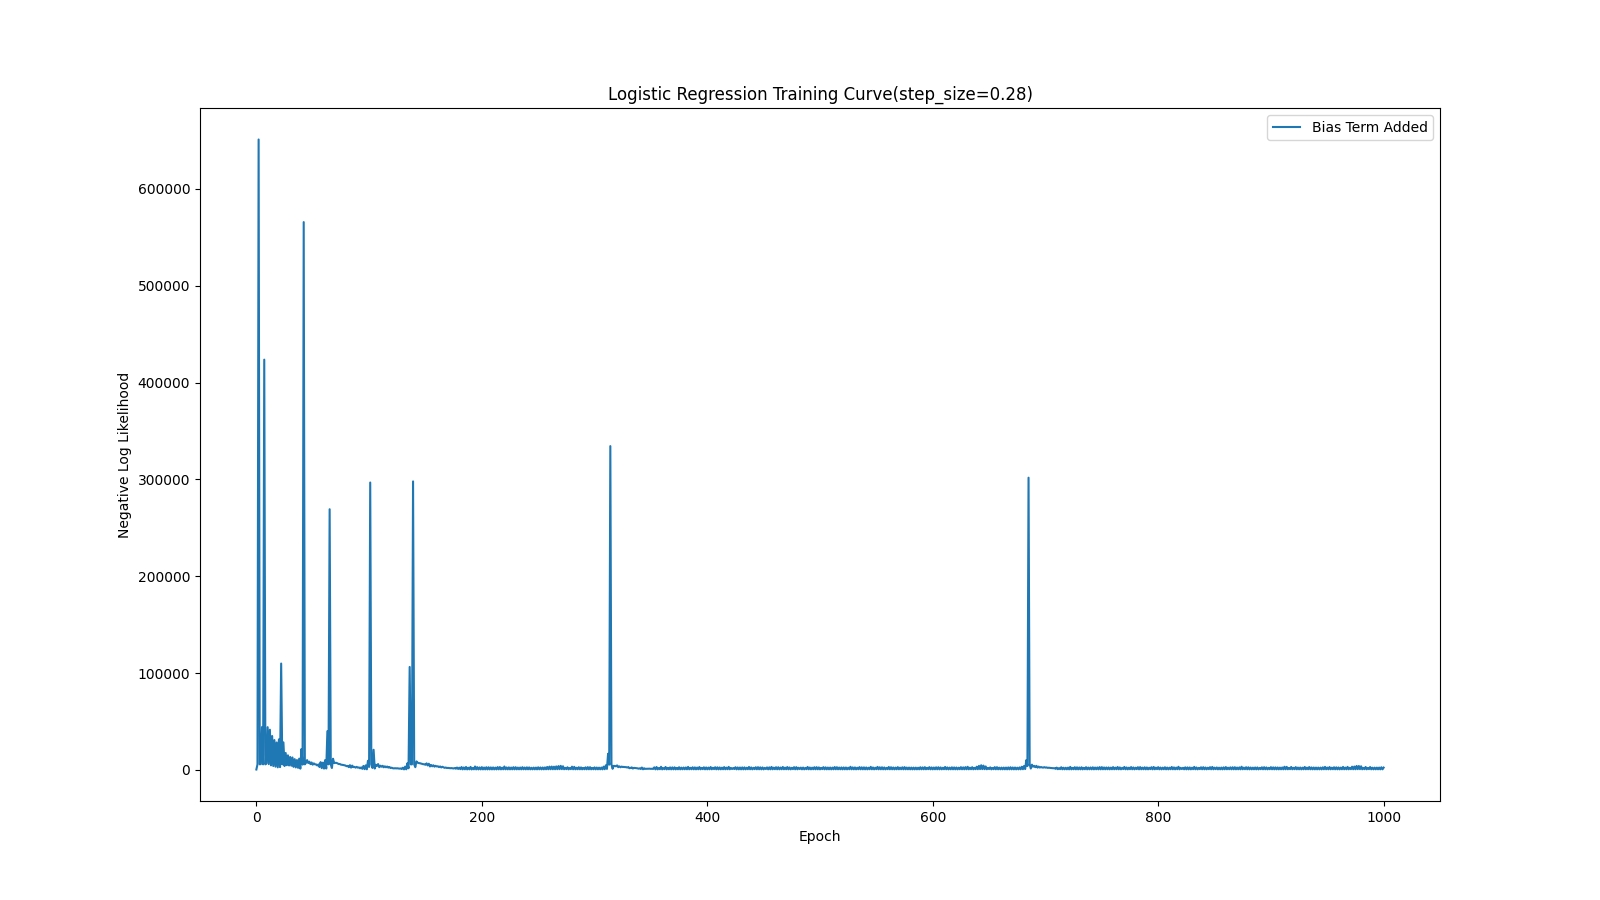 Logistic Regression Training Curve(step_size=0.28)
Bias Term Added
Negative Log Likelihood
600000
500000
400000
300000
200000
100000
0
0 200 400 600 800 1000
Epoch